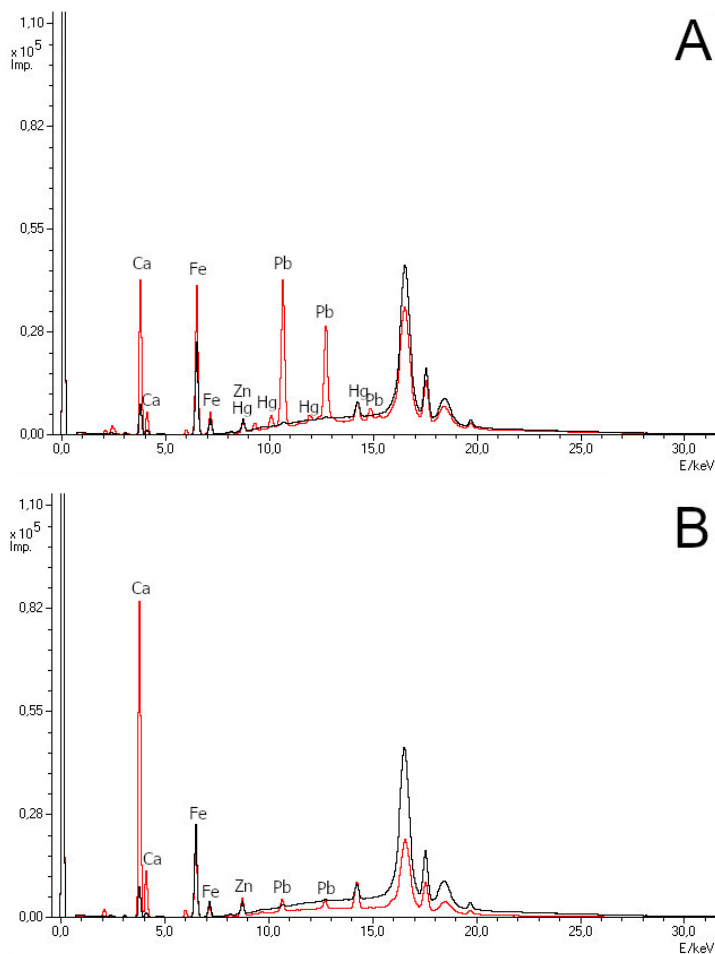 A
1,10
x 10⁵
Imp.
0,82
0,55
Ca
Fe
Pb
Pb
0,28
Ca
Fe
Zn
Hg
Hg
Hg
Hg
Pb
0,00
0,0
5,0
10,0
15,0
20,0
25,0
30,0
E /keV
B
1,10
x 10⁵
Imp.
0,82
Ca
0,55
0,28
Fe
Ca
Fe
Zn
Pb
Pb
0,00
0,0
5,0
10,0
15,0
20,0
25,0
30,0
E /keV